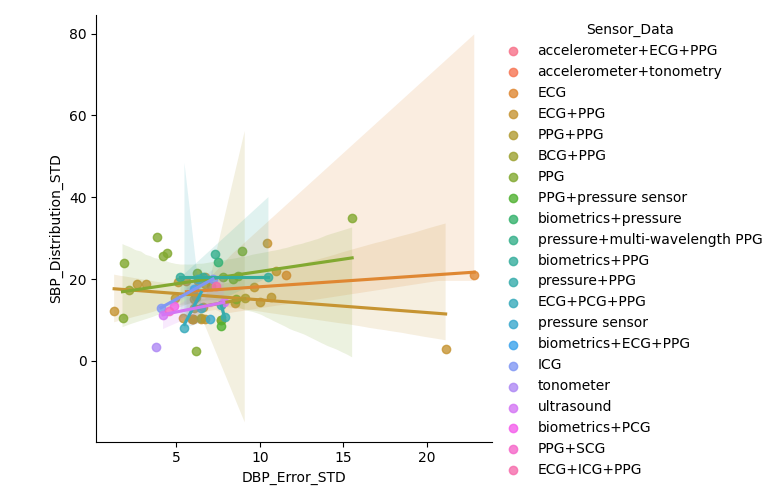 Sensor_Data
accelerometer+ECG+PPG
accelerometer+tonometry
ECG
ECG+PPG
PPG+PPG
BCG+PPG
PPG
PPG+pressure sensor
biometrics+pressure
pressure+multi-wavelength PPG
biometrics+PPG
pressure+PPG
ECG+PCG+PPG
pressure sensor
biometrics+ECG+PPG
ICG
tonometer
ultrasound
biometrics+PCG
PPG+SCG
ECG+ICG+PPG
SBP_Distribution_STD
80
60
40
20
0
5 10 15 20
DBP_Error_STD